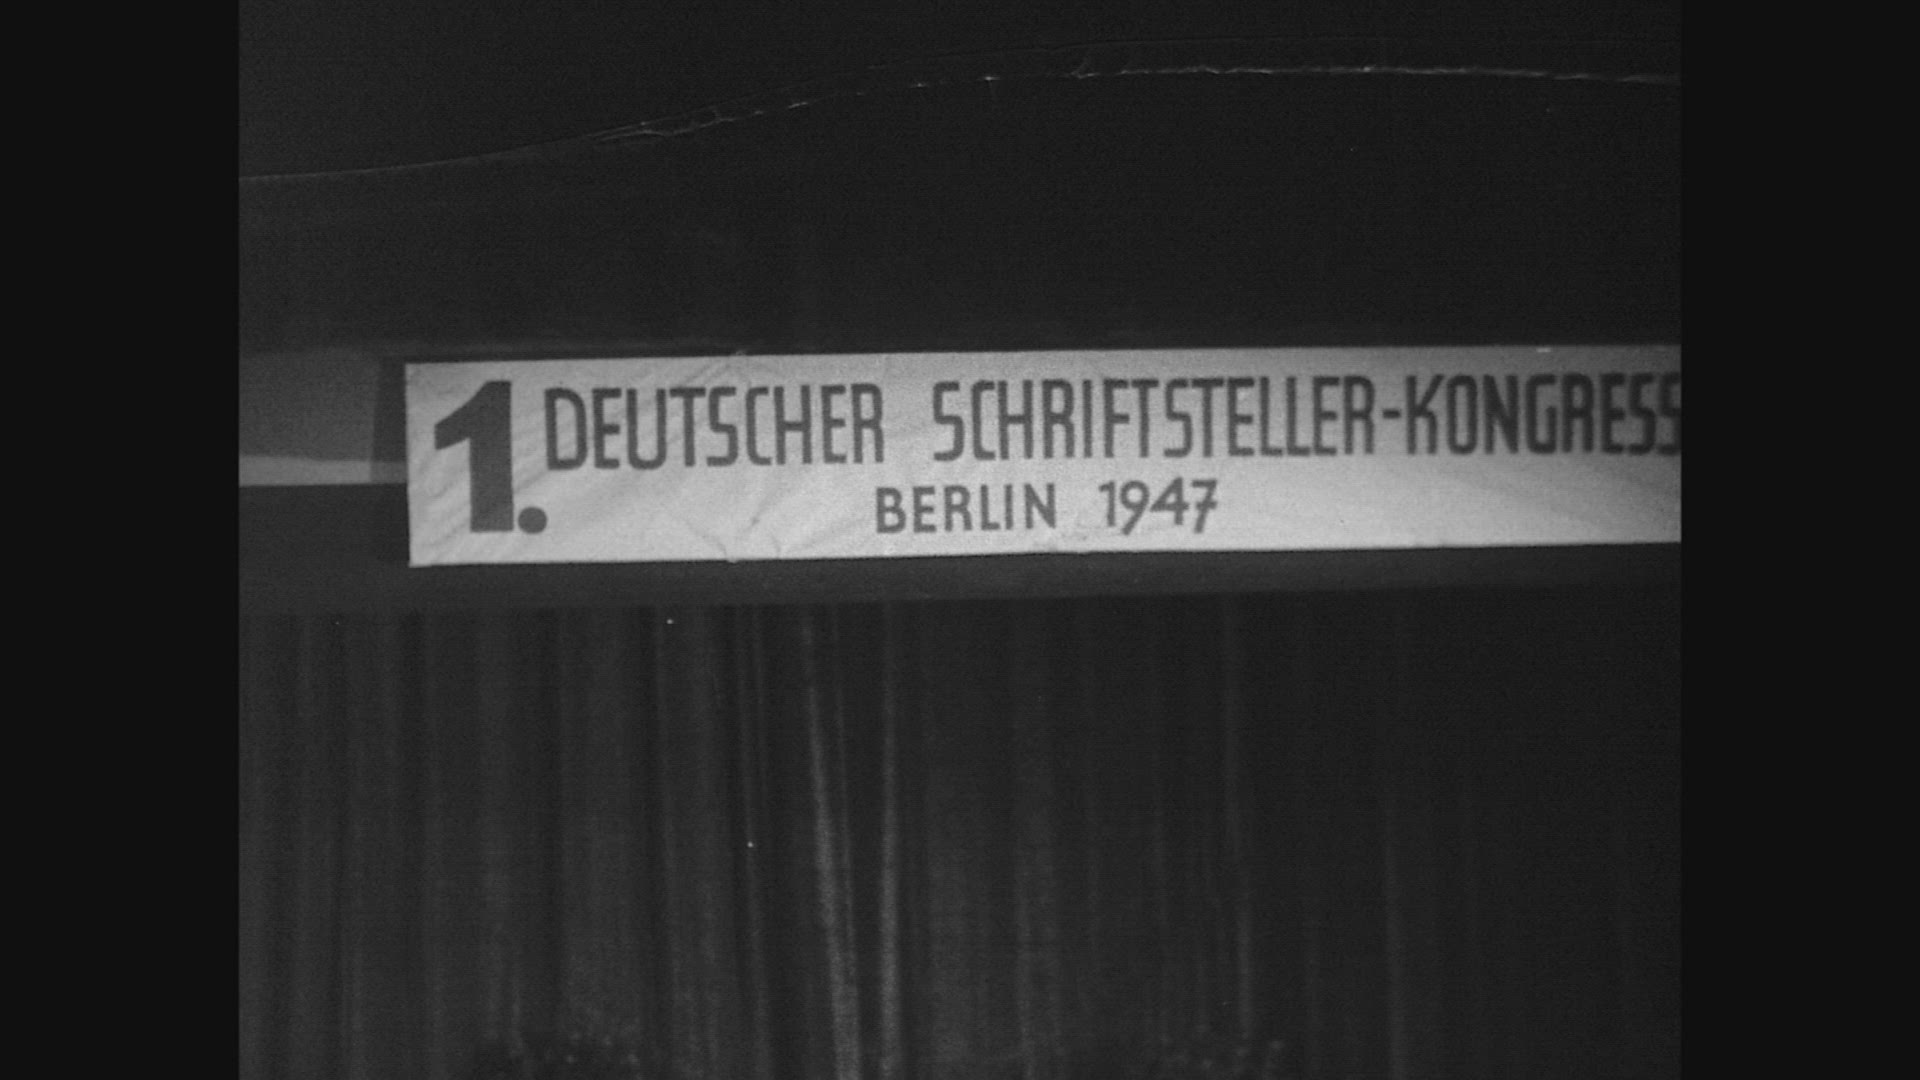 1. DEUTSCHER SCHRIFTSTELLER-KONGRESS
BERLIN 1947